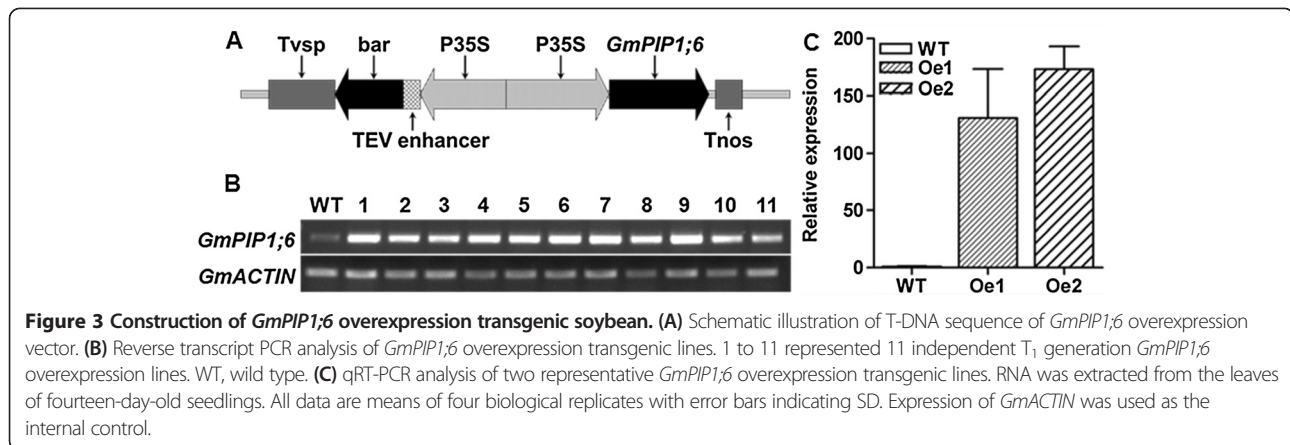 A
Tvsp bar P35S P35S GmPIP1;6
TEV enhancer Tnos
B
WT 1 2 3 4 5 6 7 8 9 10 11
GmPIP1;6
GmACTIN
C
Relative expression
200
150
100
50
0
WT
Oe1
Oe2
WT Oe1 Oe2
Figure 3 Construction of GmPIP1;6 overexpression transgenic soybean. (A) Schematic illustration of T-DNA sequence of GmPIP1;6 overexpression
vector. (B) Reverse transcript PCR analysis of GmPIP1;6 overexpression transgenic lines. 1 to 11 represented 11 independent T₁ generation GmPIP1;6
overexpression lines. WT, wild type. (C) qRT-PCR analysis of two representative GmPIP1;6 overexpression transgenic lines. RNA was extracted from the leaves
of fourteen-day-old seedlings. All data are means of four biological replicates with error bars indicating SD. Expression of GmACTIN was used as the
internal control.